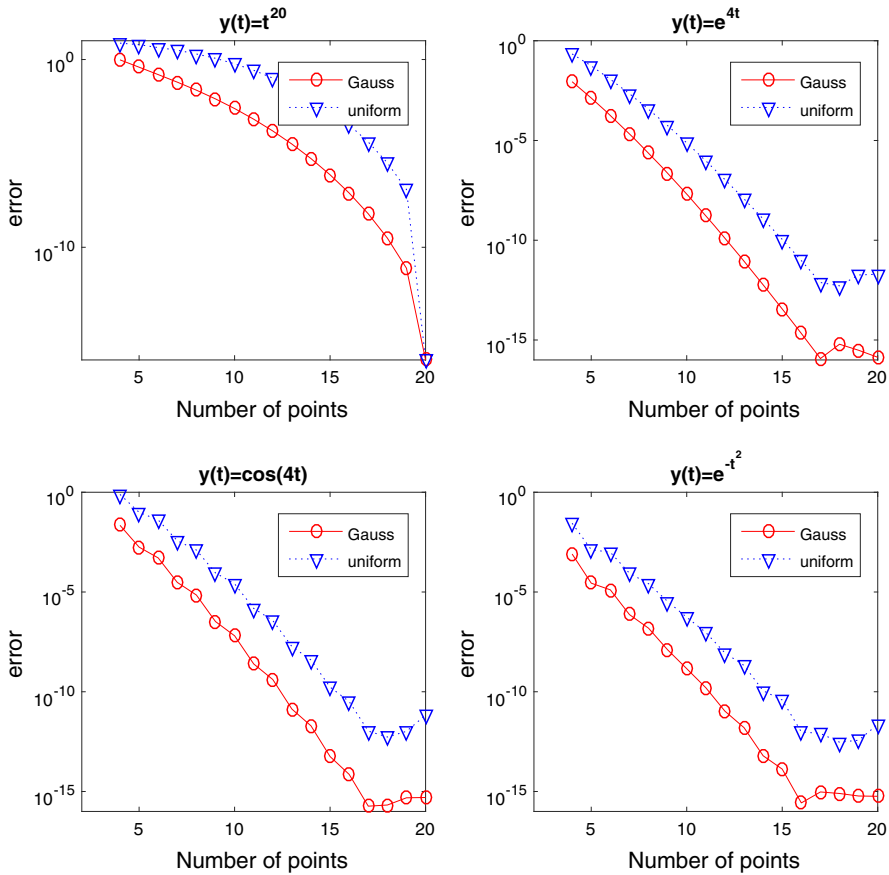 y(t)=t^20
10^0
10^-10
error
Gauss
uniform
5
10
15
20
Number of points
y(t)=e^4t
10^0
10^-5
10^-10
10^-15
Gauss
uniform
5
10
15
20
Number of points
y(t)=cos(4t)
10^0
10^-5
10^-10
10^-15
error
Gauss
uniform
5
10
15
20
Number of points
y(t)=e^-t^2
10^0
10^-5
10^-10
10^-15
error
Gauss
uniform
5
10
15
20
Number of points